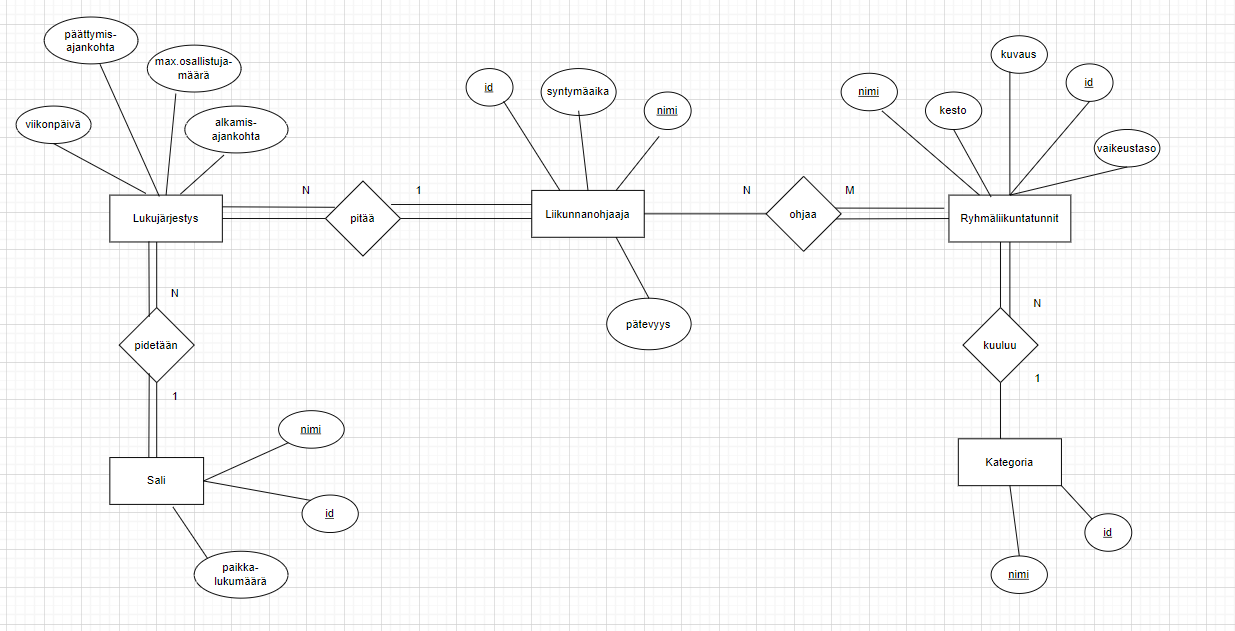 päättymis-
ajankohta
max.osallistuja-
määrä
viikonpäivä
alkamis-
ajankohta
id
syntymäaika
nimi
nimi
kesto
kuvaus
id
vaikeustaso
Lukujärjestys
N
pitää
1
Liikunnanohjaaja
N
ohjaa
M
Ryhmäliikuntatunnit
N
pidetään
1
pätevyys
N
kuuluu
1
Sali
nimi
id
paikka-
lukumäärä
Kategoria
id
nimi